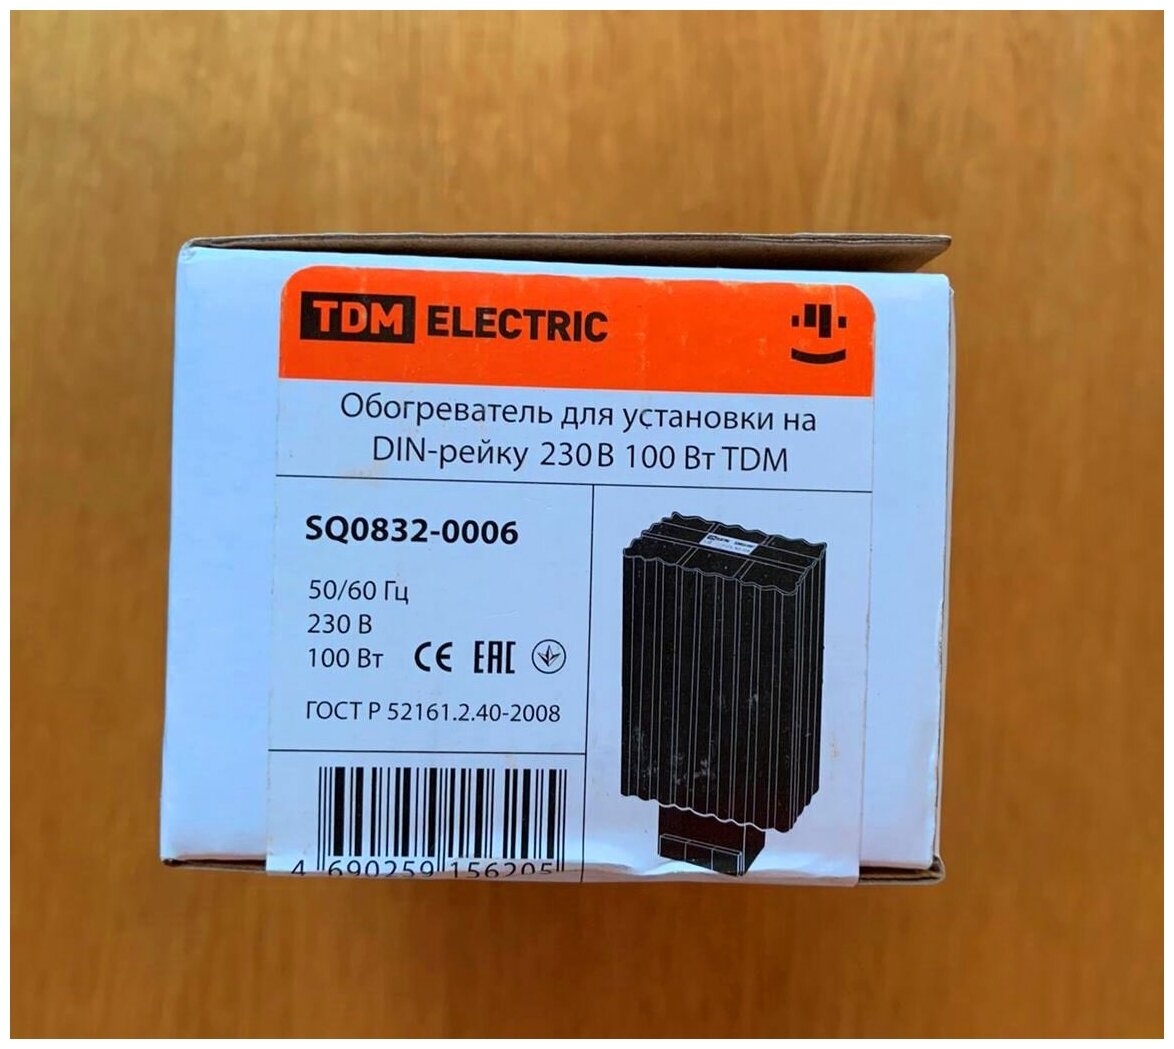 TDM ELECTRIC
Обогреватель для установки на
DIN-рейку 230 В 100 Вт TDM
SQ0832-0006
50/60 Гц
230 В
100 Вт CE EAC
ГОСТ Р 52161.2.40-2008
4 690259 156205